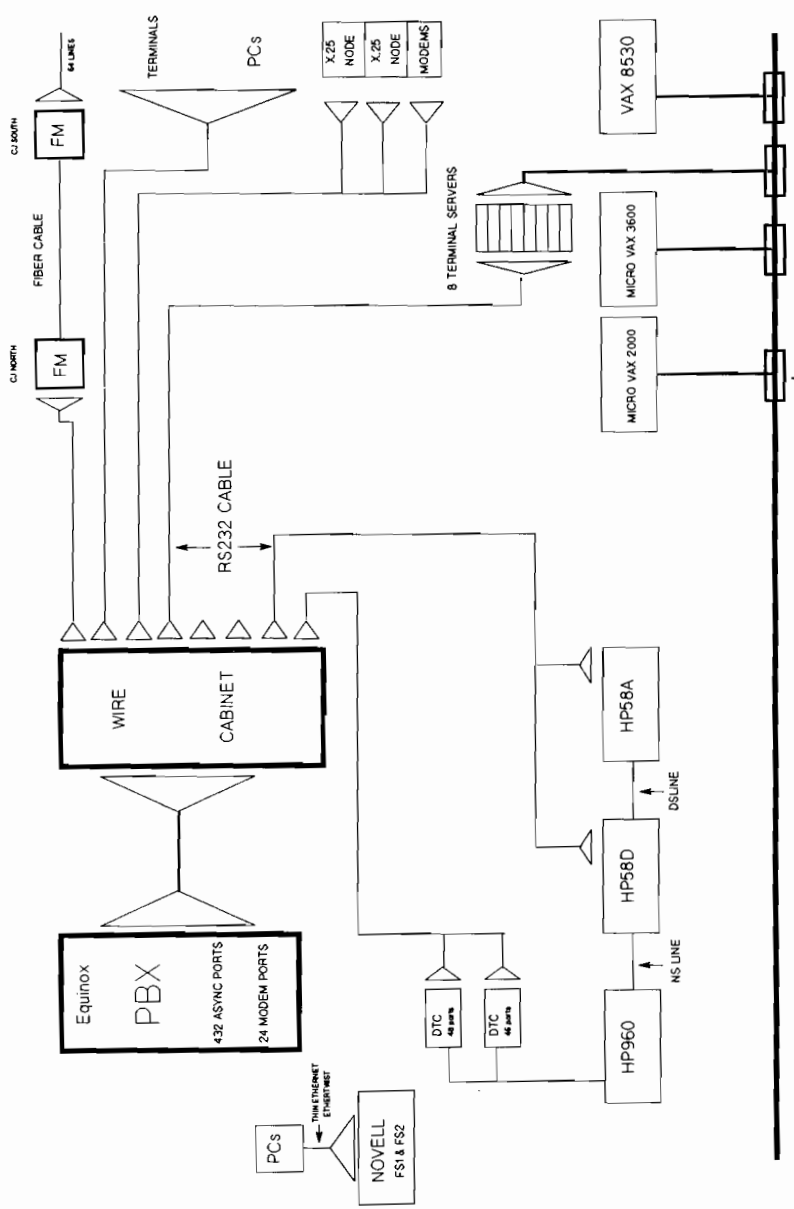 CJ NORTH
FIBER CABLE
CJ SOUTH
FM
FM
64 LINES
Equinox
PBX
432 ASYNC PORTS
24 MODEM PORTS
WIRE
CABINET
TERMINALS
PCs
X.25
NODE
X.25
NODE
MODEMS
RS232 CABLE
PCs
THIN ETHERNET
ETHERTWIST
NOVELL
FS1 & FS2
DTC
48 ports
DTC
46 ports
8 TERMINAL SERVERS
HP960
NS LINE
HP58D
DSLINE
HP58A
MICRO VAX 2000
MICRO VAX 3600
VAX 8530